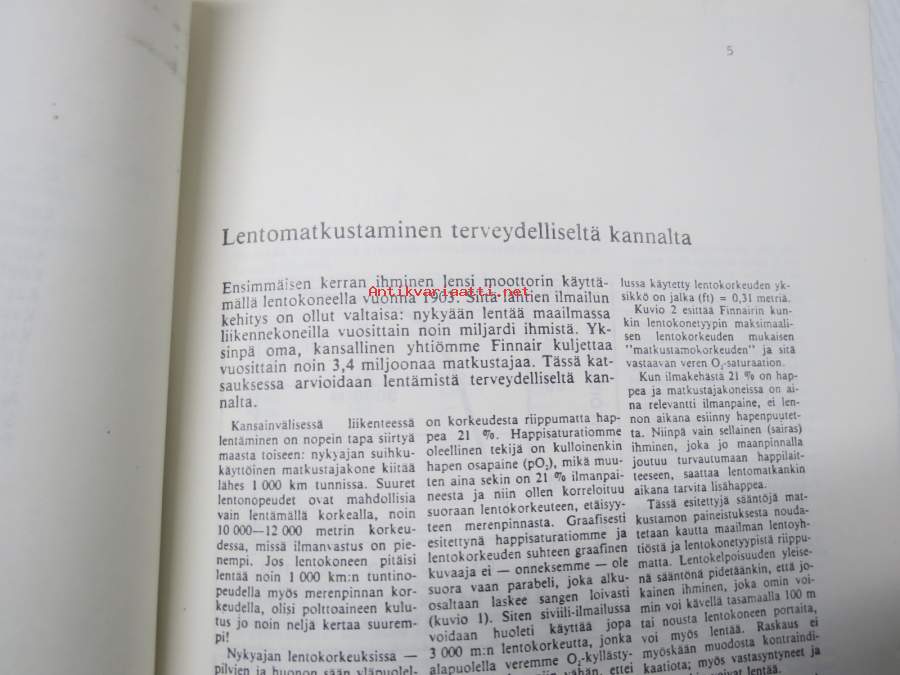 5
Lentomatkustaminen terveydelliseltä kannalta
Ensimmäisen kerran ihminen lensi moottorin käyttä-
mällä lentokoneella vuonna 1903. Siitä lähtien ilmailun
kehitys on ollut valtaisa: nykyään lentää maailmassa
liikennekoneilla vuosittain noin miljardi ihmistä. Yk-
sinpä oma, kansallinen yhtiömme Finnair kuljettaa
vuosittain noin 3,4 miljoonaa matkustajaa. Tässä kat-
sauksessa arvioidaan lentämistä terveydelliseltä kan-
nalta.
Antikvariaatti.net
Kansainvälisessä liikenteessä
lentäminen on nopein tapa siirtyä
maasta toiseen: nykyajan suihku-
käyttöinen matkustajakone kiitää
lähes 1 000 km tunnissa. Suuret
lentonopeudet ovat mahdollisia
vain lentämällä korkealla, noin
10 000—12 000 metrin korkeu-
dessa, missä ilmanvastus on pie-
nempi. Jos lentokoneen pitäisi
lentää noin 1 000 km:n tuntino-
peudella myös merenpinnan kor-
keudella, olisi polttoaineen kulu-
tus jo noin neljä kertaa suurem-
pi!
Nykyajan lentokorkeuksissa —
pilvien ja huonon sään yläpuolel-
on korkeudesta riippumatta hap-
pea 21 %. Happisaturatiomme
oleellinen tekijä on kulloinenkin
hapen osapaine (pO₂), mikä muu-
ten aina sekin on 21 % ilmanpai-
neesta ja niin ollen korreloituu
suoraan lentokorkeuteen, etäisyy-
teen merenpinnasta. Graafisesti
esitettynä happisaturatiomme ja
lentokorkeuden suhteen graafinen
kuvaaja ei — onneksemme — ole
suora vaan parabeli, joka alku-
osaltaan laskee sangen loivasti
(kuvio 1). Siten siviili-ilmailussa
voidaan huoleti käyttää jopa
3 000 m:n lentokorkeutta, jonka
alapuolella veremme O₂-kyllästy-
niin vähän, ettei
lussa käytetty lentokorkeuden yk-
sikkö on jalka (ft) = 0,31 metriä.
Kuvio 2 esittää Finnairin kun-
kin lentokonetyypin maksimaali-
sen lentokorkeuden mukaisen
"matkustamokorkeuden" ja sitä
vastaavan veren O₂-saturaation.
Kun ilmakehästä 21 % on hap-
pea ja matkustajakoneissa on ai-
na relevantti ilmanpaine, ei len-
non aikana esiinny hapenpuutet-
ta. Niinpä vain sellainen (sairas)
ihminen, joka jo maanpinnalla
joutuu turvautumaan happilait-
teeseen, saattaa lentomatkankin
aikana tarvita lisähappea.
Tässä esitettyjä sääntöjä mat-
kustamon paineistuksesta nouda-
tetaan kautta maailman lentoyh-
tiöstä ja lentokonetyypistä riippu-
matta. Lentokelpoisuuden yleise-
nä sääntönä pidetäänkin, että jo-
kainen ihminen, joka omin voi-
min voi kävellä tasamaalla 100 m
tai nousta lentokoneen portaita,
voi myös lentää. Raskaus ei
myöskään muodosta kontraindi-
kaatiota; myös vastasyntyneet ja
voivat lentää.